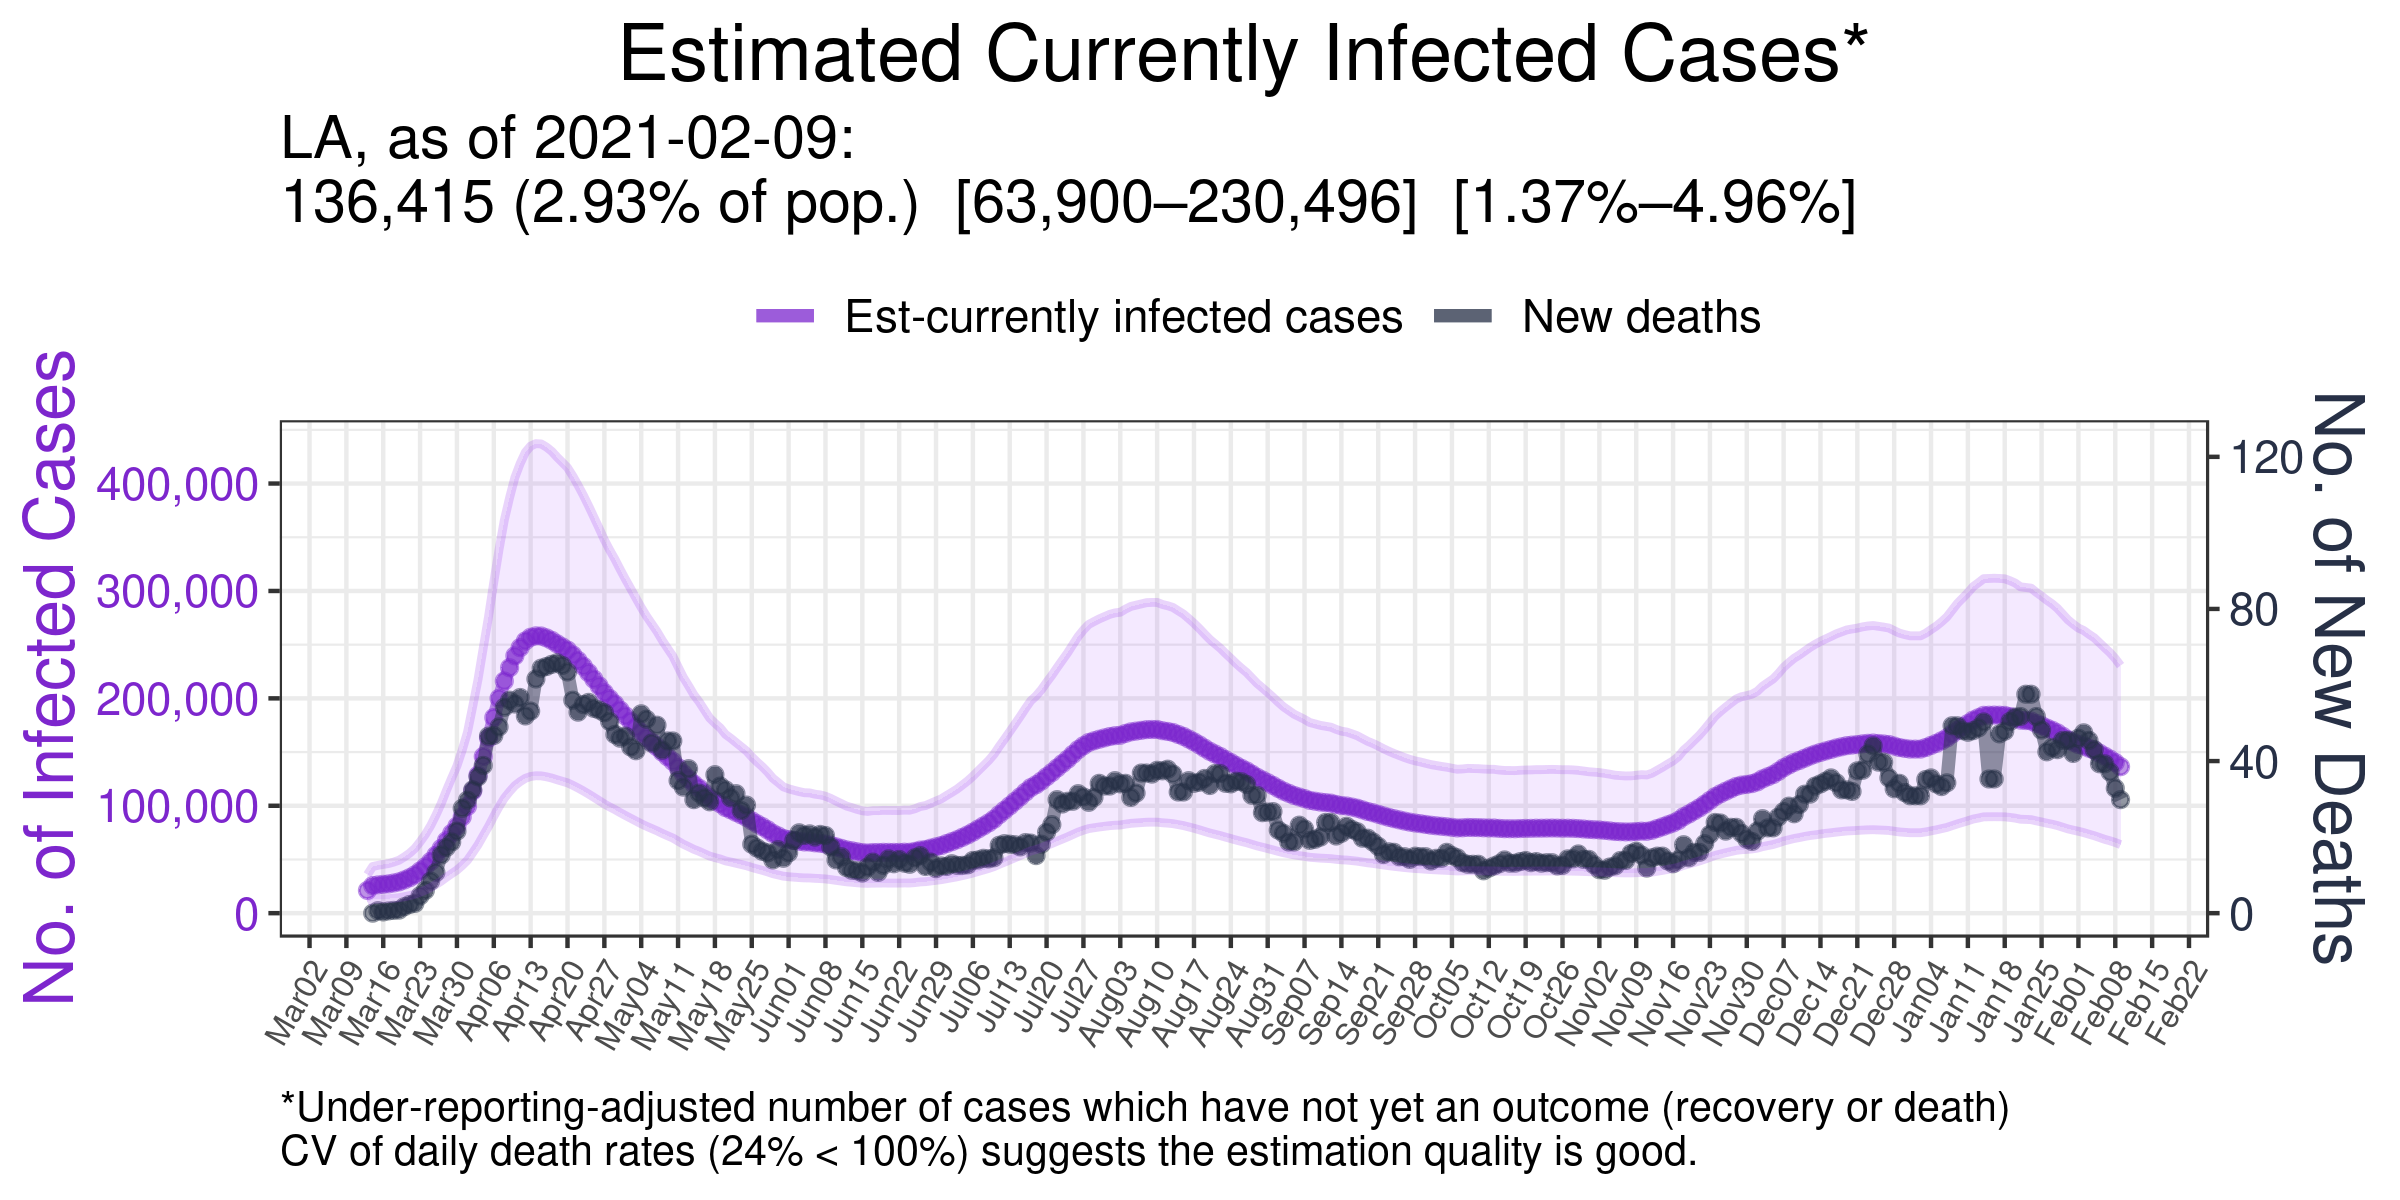 Estimated Currently Infected Cases*
LA, as of 2021-02-09:
136,415 (2.93% of pop.)  [63,900–230,496]  [1.37%–4.96%]
Est-currently infected cases
New deaths
No. of Infected Cases
400,000
300,000
200,000
100,000
0
120
80
40
0
No. of New Deaths
Mar02
Mar09
Mar16
Mar23
Mar30
Apr06
Apr13
Apr20
Apr27
May04
May11
May18
May25
Jun01
Jun08
Jun15
Jun22
Jun29
Jul06
Jul13
Jul20
Jul27
Aug03
Aug10
Aug17
Aug24
Aug31
Sep07
Sep14
Sep21
Sep28
Oct05
Oct12
Oct19
Oct26
Nov02
Nov09
Nov16
Nov23
Nov30
Dec07
Dec14
Dec21
Dec28
Jan04
Jan11
Jan18
Jan25
Feb01
Feb08
Feb15
Feb22
*Under-reporting-adjusted number of cases which have not yet an outcome (recovery or death)
CV of daily death rates (24% < 100%) suggests the estimation quality is good.